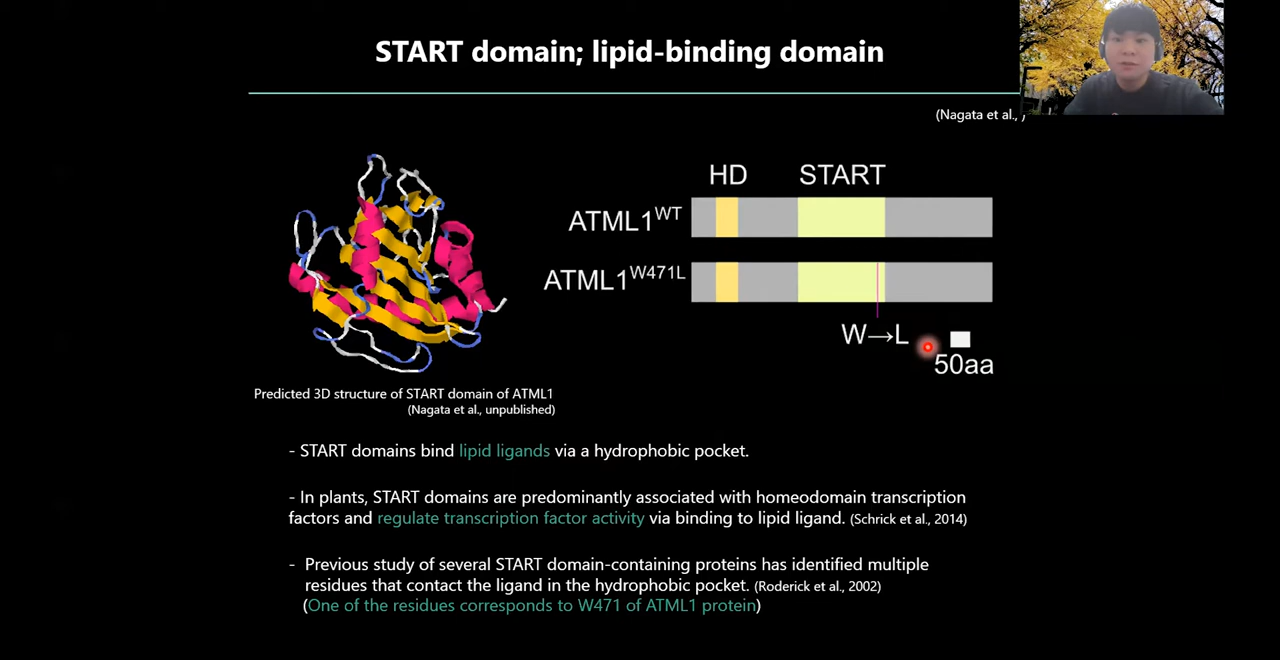 START domain; lipid-binding domain
(Nagata et al., )
HD START
ATML1WT
ATML1W471L
W→L
50aa
Predicted 3D structure of START domain of ATML1
(Nagata et al., unpublished)
- START domains bind lipid ligands via a hydrophobic pocket.
- In plants, START domains are predominantly associated with homeodomain transcription
factors and regulate transcription factor activity via binding to lipid ligand. (Schrick et al., 2014)
- Previous study of several START domain-containing proteins has identified multiple
residues that contact the ligand in the hydrophobic pocket. (Roderick et al., 2002)
(One of the residues corresponds to W471 of ATML1 protein)